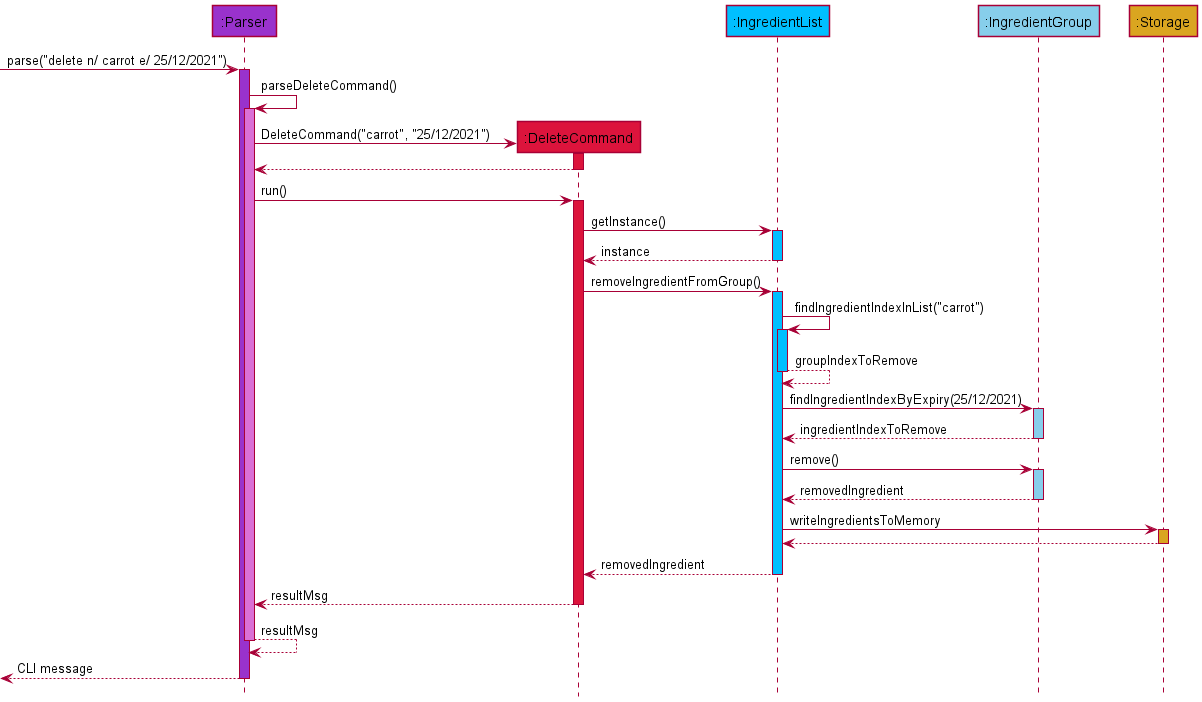 :Parser
:IngredientList
:IngredientGroup
:Storage
parse("delete n/ carrot e/ 25/12/2021")
parseDeleteCommand()
DeleteCommand("carrot", "25/12/2021")
:DeleteCommand
run()
getInstance()
instance
removeIngredientFromGroup()
findIngredientIndexInList("carrot")
groupIndexToRemove
findIngredientIndexByExpiry(25/12/2021)
ingredientIndexToRemove
remove()
removedIngredient
writeIngredientsToMemory
removedIngredient
resultMsg
resultMsg
CLI message